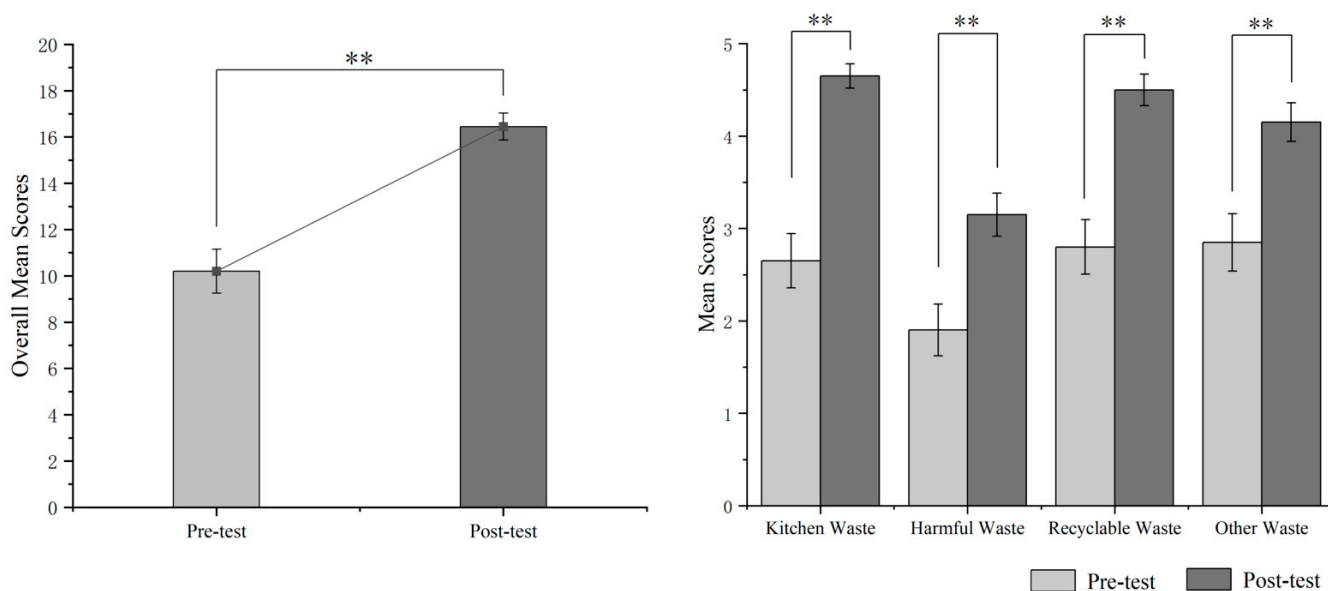 20
18
16
14
12
10
8
6
4
2
0
Overall Mean Scores
**
Pre-test
Post-test
5
4
3
2
1
0
Mean Scores
** ** ** **
Kitchen Waste Harmful Waste Recyclable Waste Other Waste
Pre-test Post-test